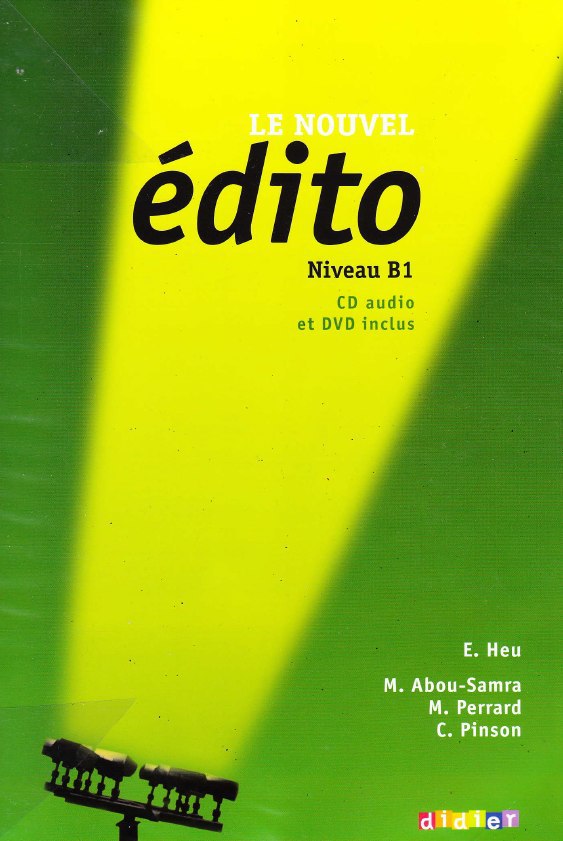 LE NOUVEL
édito
Niveau B1
CD audio
et DVD inclus
E. Heu
M. Abou-Samra
M. Perrard
C. Pinson
didier